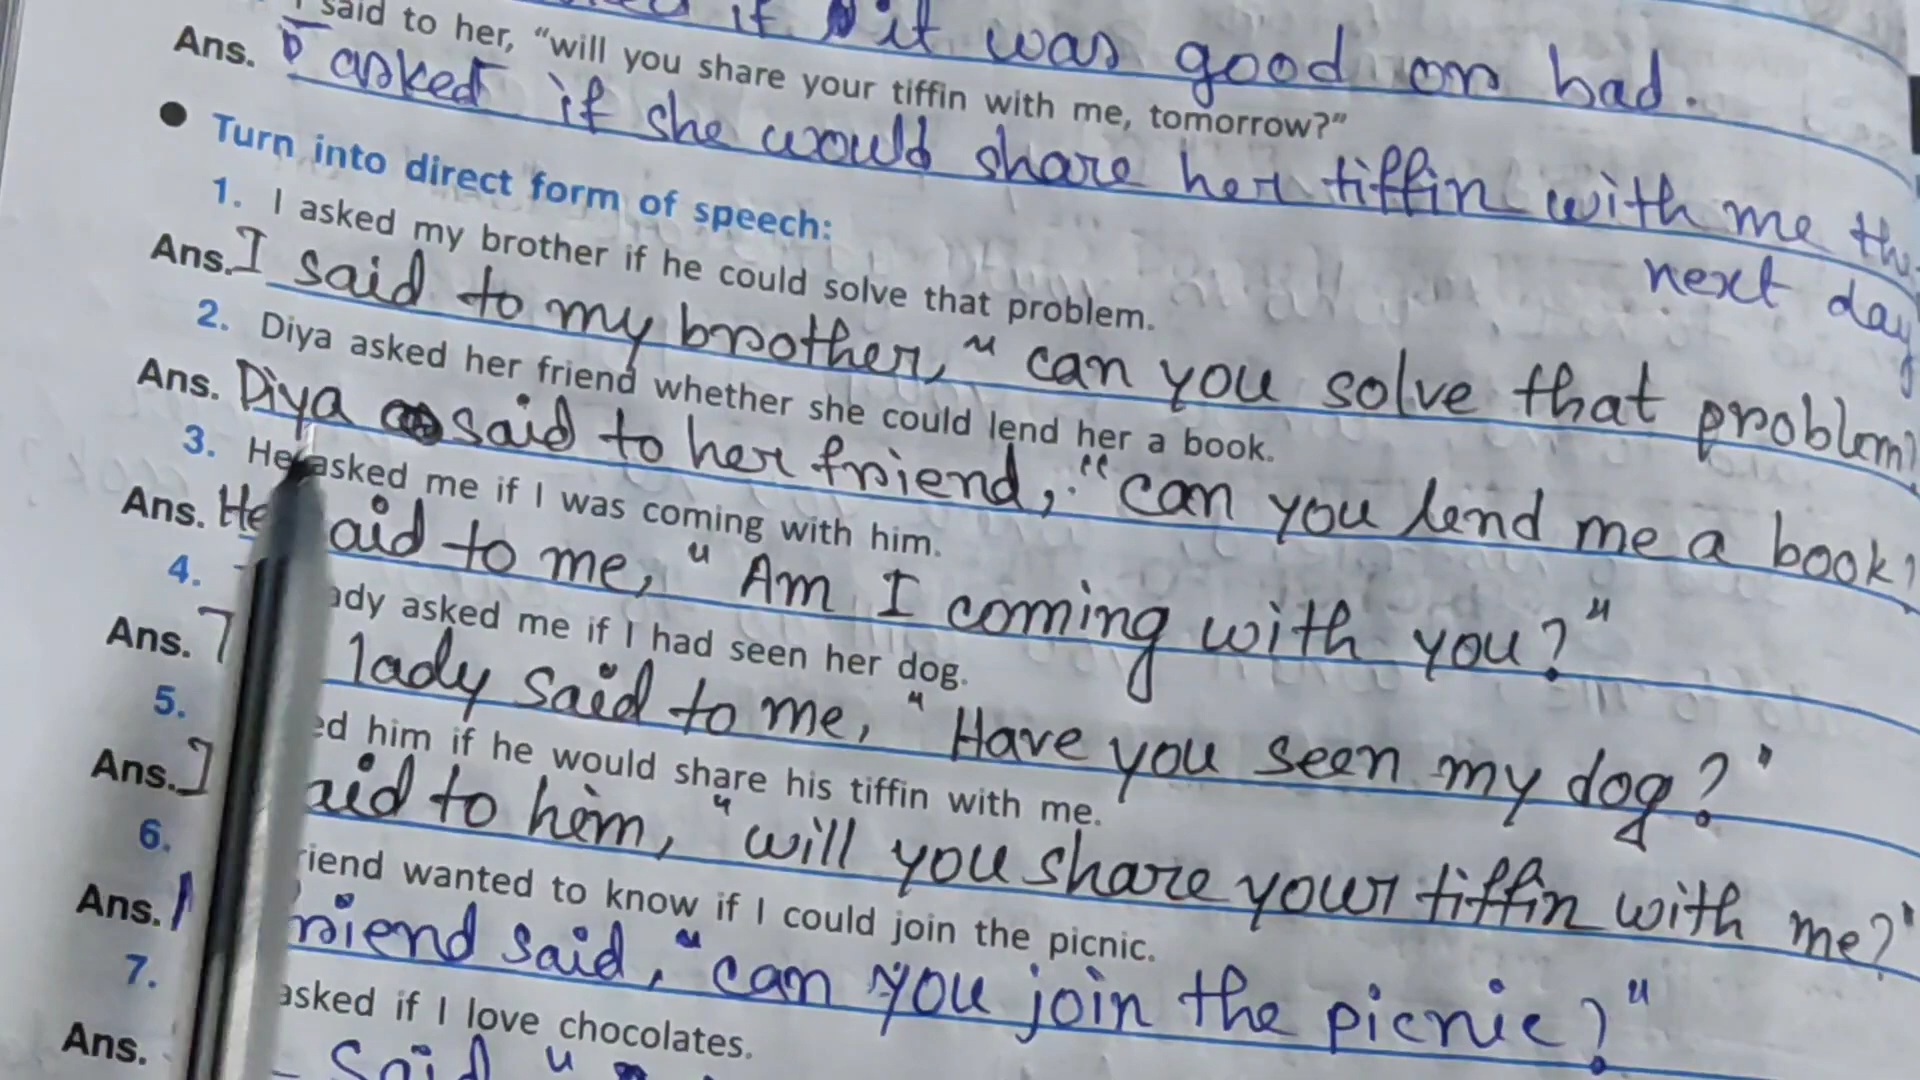 if it was good or bad.
said to her, “will you share your tiffin with me, tomorrow?”
Ans. I asked if she would share her tiffin with me the
next day
● Turn into direct form of speech:
1. I asked my brother if he could solve that problem.
Ans. I said to my brother, "can you solve that problem?
2. Diya asked her friend whether she could lend her a book.
Ans. Diya said to her friend, "can you lend me a book?
3. He asked me if I was coming with him.
Ans. He said to me, "Am I coming with you?"
4. lady asked me if I had seen her dog.
Ans. lady said to me, "Have you seen my dog?'
5. him if he would share his tiffin with me.
Ans. I said to him, "will you share your tiffin with me?'
6. friend wanted to know if I could join the picnic.
Ans. friend said, "can you join the picnic?"
7. asked if I love chocolates.
Ans. said "